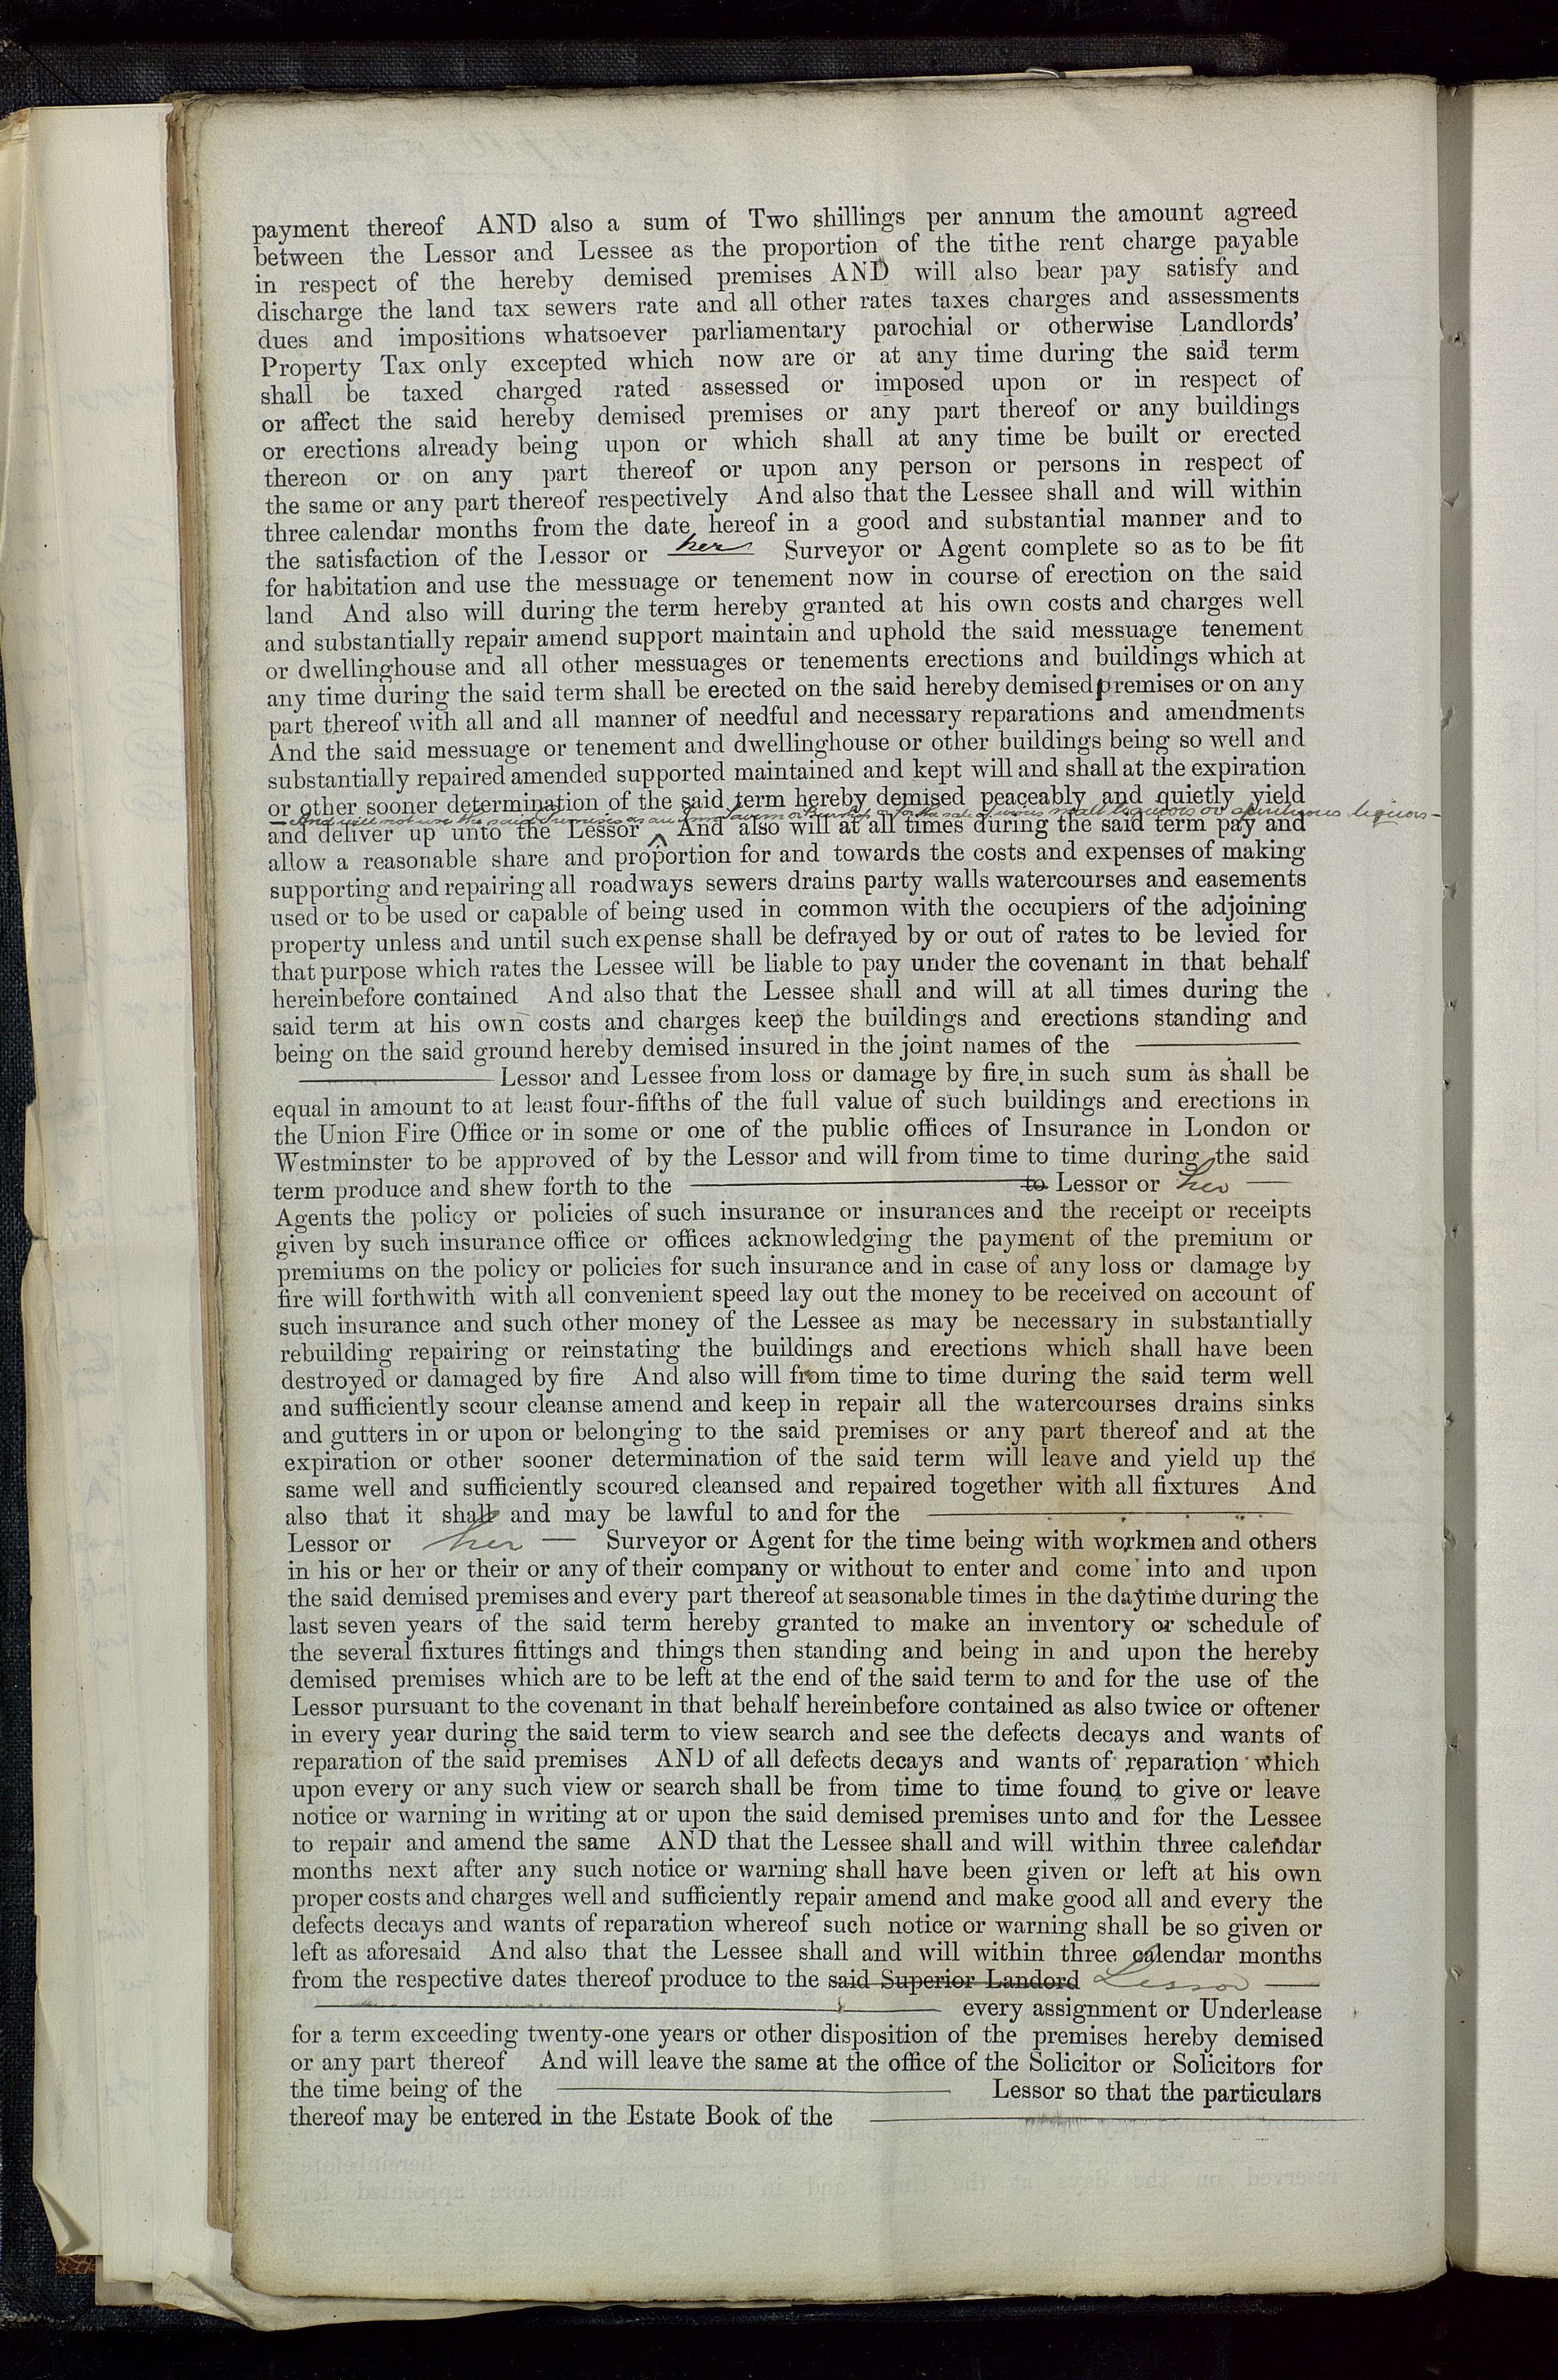 payment thereof AND also a sum of Two shillings per annum the amount agreed
between the Lessor and Lessee as the proportion of the tithe rent charge payable
in respect of the hereby demised premises AND will also bear pay satisfy and
discharge the land tax sewers rate and all other rates taxes charges and assessments
dues and impositions whatsoever parliamentary parochial or otherwise Landlords'
Property Tax only excepted which now are or at any time during the said term
shall be taxed charged rated assessed or imposed upon or in respect of
or affect the said hereby demised premises or any part thereof or any buildings
or erections already being upon or which shall at any time be built or erected
thereon or on any part thereof or upon any person or persons in respect of
the same or any part thereof respectively And also that the Lessee shall and will within
three calendar months from the date hereof in a good and substantial manner and to
the satisfaction of the Lessor or her Surveyor or Agent complete so as to be fit
for habitation and use the messuage or tenement now in course of erection on the said
land And also will during the term hereby granted at his own costs and charges well
and substantially repair amend support maintain and uphold the said messuage tenement
or dwellinghouse and all other messuages or tenements erections and buildings which at
any time during the said term shall be erected on the said hereby demised premises or on any
part thereof with all and all manner of needful and necessary reparations and amendments
And the said messuage or tenement and dwellinghouse or other buildings being so well and
substantially repaired amended supported maintained and kept will and shall at the expiration
or other sooner determination of the said term hereby demised peaceably and quietly yield
and will not use the said premises as an Inn Tavern or Beershop or for the sale of wines malt liquors or spirituous liquors
and deliver up unto the Lessor And also will at all times during the said term pay and
allow a reasonable share and proportion for and towards the costs and expenses of making
supporting and repairing all roadways sewers drains party walls watercourses and easements
used or to be used or capable of being used in common with the occupiers of the adjoining
property unless and until such expense shall be defrayed by or out of rates to be levied for
that purpose which rates the Lessee will be liable to pay under the covenant in that behalf
hereinbefore contained And also that the Lessee shall and will at all times during the
said term at his own costs and charges keep the buildings and erections standing and
being on the said ground hereby demised insured in the joint names of the
Lessor and Lessee from loss or damage by fire in such sum as shall be
equal in amount to at least four-fifths of the full value of such buildings and erections in
the Union Fire Office or in some or one of the public offices of Insurance in London or
Westminster to be approved of by the Lessor and will from time to time during the said
term produce and shew forth to the to Lessor or her
Agents the policy or policies of such insurance or insurances and the receipt or receipts
given by such insurance office or offices acknowledging the payment of the premium or
premiums on the policy or policies for such insurance and in case of any loss or damage by
fire will forthwith with all convenient speed lay out the money to be received on account of
such insurance and such other money of the Lessee as may be necessary in substantially
rebuilding repairing or reinstating the buildings and erections which shall have been
destroyed or damaged by fire And also will from time to time during the said term well
and sufficiently scour cleanse amend and keep in repair all the watercourses drains sinks
and gutters in or upon or belonging to the said premises or any part thereof and at the
expiration or other sooner determination of the said term will leave and yield up the
same well and sufficiently scoured cleansed and repaired together with all fixtures And
also that it shall and may be lawful to and for the
Lessor or her Surveyor or Agent for the time being with workmen and others
in his or her or their or any of their company or without to enter and come into and upon
the said demised premises and every part thereof at seasonable times in the daytime during the
last seven years of the said term hereby granted to make an inventory or schedule of
the several fixtures fittings and things then standing and being in and upon the hereby
demised premises which are to be left at the end of the said term to and for the use of the
Lessor pursuant to the covenant in that behalf hereinbefore contained as also twice or oftener
in every year during the said term to view search and see the defects decays and wants of
reparation of the said premises AND of all defects decays and wants of reparation which
upon every or any such view or search shall be from time to time found to give or leave
notice or warning in writing at or upon the said demised premises unto and for the Lessee
to repair and amend the same AND that the Lessee shall and will within three calendar
months next after any such notice or warning shall have been given or left at his own
proper costs and charges well and sufficiently repair amend and make good all and every the
defects decays and wants of reparation whereof such notice or warning shall be so given or
left as aforesaid And also that the Lessee shall and will within three calendar months
from the respective dates thereof produce to the said Superior Landord Lessor
every assignment or Underlease
for a term exceeding twenty-one years or other disposition of the premises hereby demised
or any part thereof And will leave the same at the office of the Solicitor or Solicitors for
the time being of the Lessor so that the particulars
thereof may be entered in the Estate Book of the